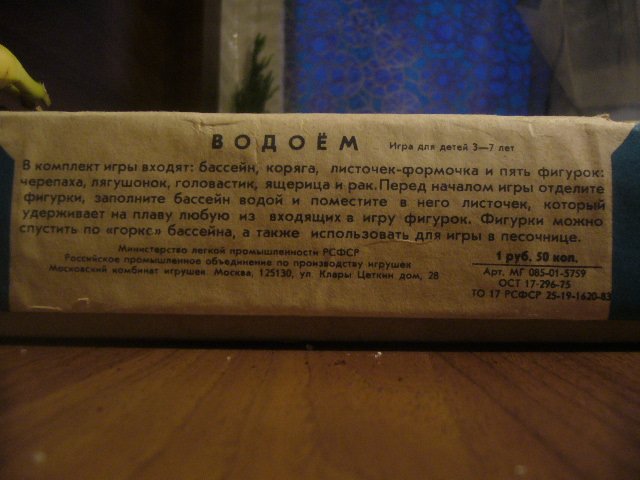 ВОДОЁМ Игра для детей 3—7 лет
В комплект игры входят: бассейн, коряга, листочек-формочка и пять фигурок:
черепаха, лягушонок, головастик, ящерица и рак. Перед началом игры отделите
фигурки, заполните бассейн водой и поместите в него листочек, который
удерживает на плаву любую из входящих в игру фигурок. Фигурки можно
спустить по «горке» бассейна, а также использовать для игры в песочнице.
Министерство легкой промышленности РСФСР
Российское промышленное объединение по производству игрушек
Московский комбинат игрушек. Москва, 125130, ул. Клары Цеткин дом, 28
1 руб. 50 коп.
Арт. МГ 085-01-5759
ОСТ 17-296-75
ТО 17 РСФСР 25-19-1620-83